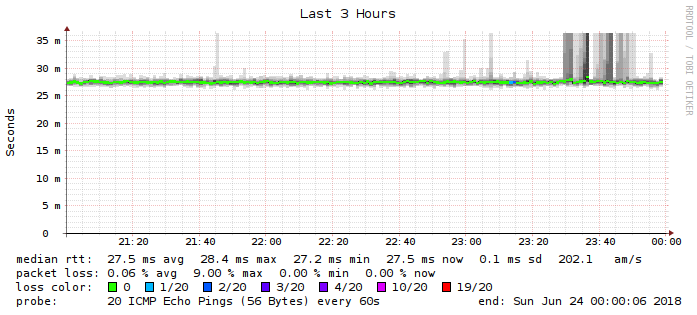 Last 3 Hours
RRDTOOL / TOBI OETIKER
Seconds
35 m
30 m
25 m
20 m
15 m
10 m
5 m
0
21:20 21:40 22:00 22:20 22:40 23:00 23:20 23:40 00:00
median rtt: 27.5 ms avg 28.4 ms max 27.2 ms min 27.5 ms now 0.1 ms sd 202.1 am/s
packet loss: 0.06 % avg 9.00 % max 0.00 % min 0.00 % now
loss color: 0 1/20 2/20 3/20 4/20 10/20 19/20
probe: 20 ICMP Echo Pings (56 Bytes) every 60s end: Sun Jun 24 00:00:06 2018